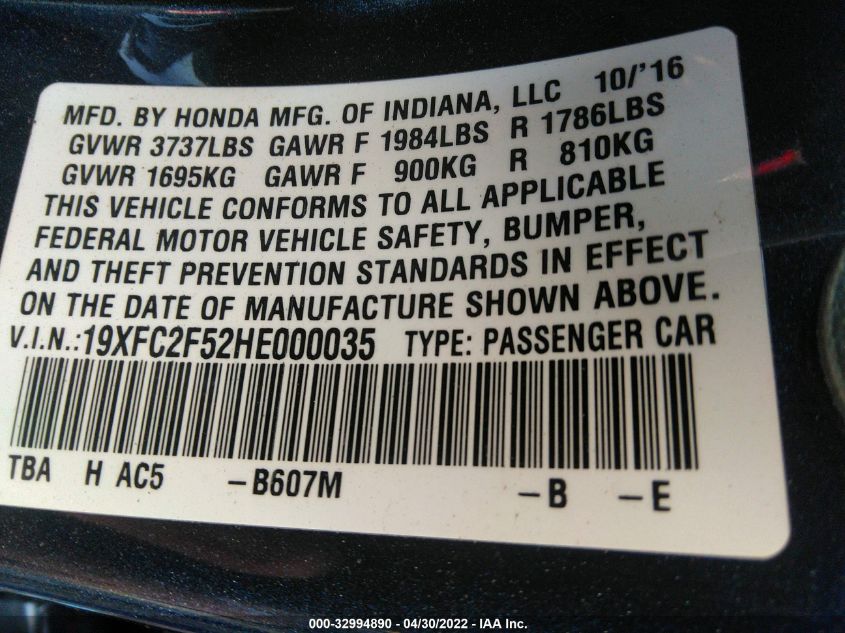 MFD. BY HONDA MFG. OF INDIANA, LLC 10/'16
GVWR 3737LBS GAWR F 1984LBS R 1786LBS
GVWR 1695KG GAWR F 900KG R 810KG
THIS VEHICLE CONFORMS TO ALL APPLICABLE
FEDERAL MOTOR VEHICLE SAFETY, BUMPER,
AND THEFT PREVENTION STANDARDS IN EFFECT
ON THE DATE OF MANUFACTURE SHOWN ABOVE.
V.I.N.:19XFC2F52HE000035 TYPE: PASSENGER CAR
TBA H AC5 -B607M -B -E
000-32994890 - 04/30/2022 - IAA Inc.